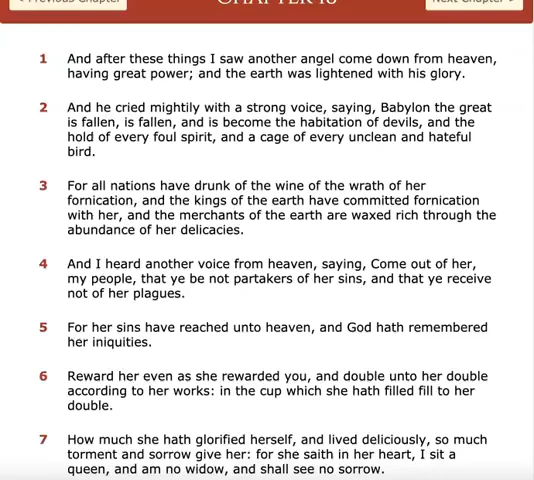 < Previous Chapter
CHAPTER 18
Next Chapter >
1 And after these things I saw another angel come down from heaven,
having great power; and the earth was lightened with his glory.
2 And he cried mightily with a strong voice, saying, Babylon the great
is fallen, is fallen, and is become the habitation of devils, and the
hold of every foul spirit, and a cage of every unclean and hateful
bird.
3 For all nations have drunk of the wine of the wrath of her
fornication, and the kings of the earth have committed fornication
with her, and the merchants of the earth are waxed rich through the
abundance of her delicacies.
4 And I heard another voice from heaven, saying, Come out of her,
my people, that ye be not partakers of her sins, and that ye receive
not of her plagues.
5 For her sins have reached unto heaven, and God hath remembered
her iniquities.
6 Reward her even as she rewarded you, and double unto her double
according to her works: in the cup which she hath filled fill to her
double.
7 How much she hath glorified herself, and lived deliciously, so much
torment and sorrow give her: for she saith in her heart, I sit a
queen, and am no widow, and shall see no sorrow.